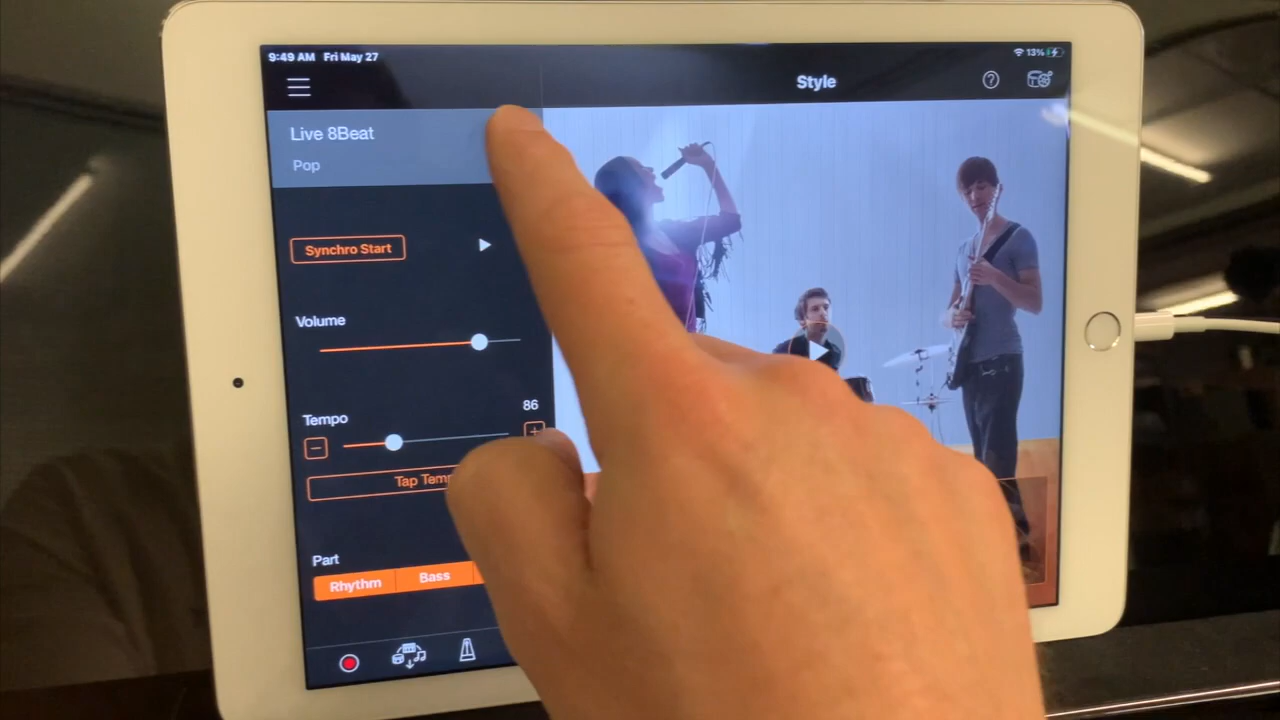 9:49 AM Fri May 27
13%
Style
?
Live 8Beat
Pop
Synchro Start
Volume
Tempo
86
Tap
Part
Rhythm
Bass